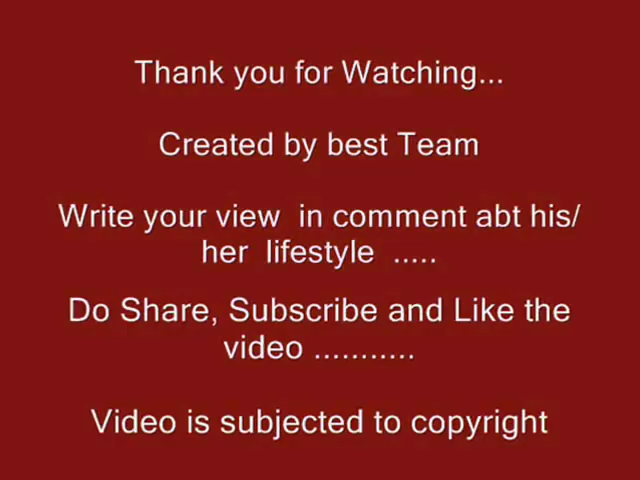 Thank you for Watching...
Created by best Team
Write your view  in comment abt his/
her  lifestyle  .....
Do Share, Subscribe and Like the
video ...........
Video is subjected to copyright